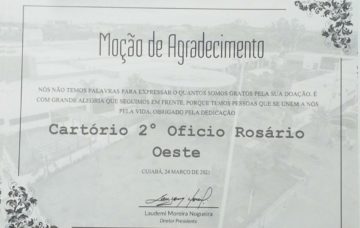 Moção de Agradecimento
NÓS NÃO TEMOS PALAVRAS PARA EXPRESSAR O QUANTOS SOMOS GRATOS PELA SUA DOAÇÃO. É
COM GRANDE ALEGRIA QUE SEGUIMOS EM FRENTE, PORQUE TEMOS PESSOAS QUE SE UNEM A NÓS
PELA VIDA. OBRIGADO PELA DEDICAÇÃO
Cartório 2° Oficio Rosário
Oeste
CUIABÁ, 24 MARÇO DE 2021
Laudemi Moreira Nogueira
Diretor Presidente